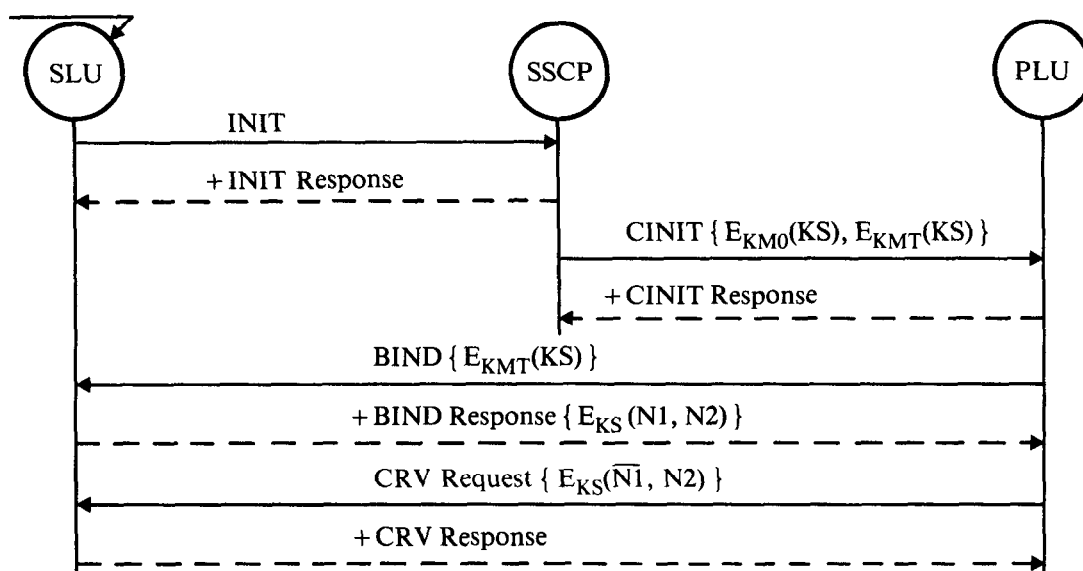 SLU SSCP PLU
INIT
+ INIT Response
CINIT { E_KM0(KS), E_KMT(KS) }
+ CINIT Response
BIND { E_KMT(KS) }
+ BIND Response { E_KS (N1, N2) }
CRV Request { E_KS(N̅1̅, N2) }
+ CRV Response